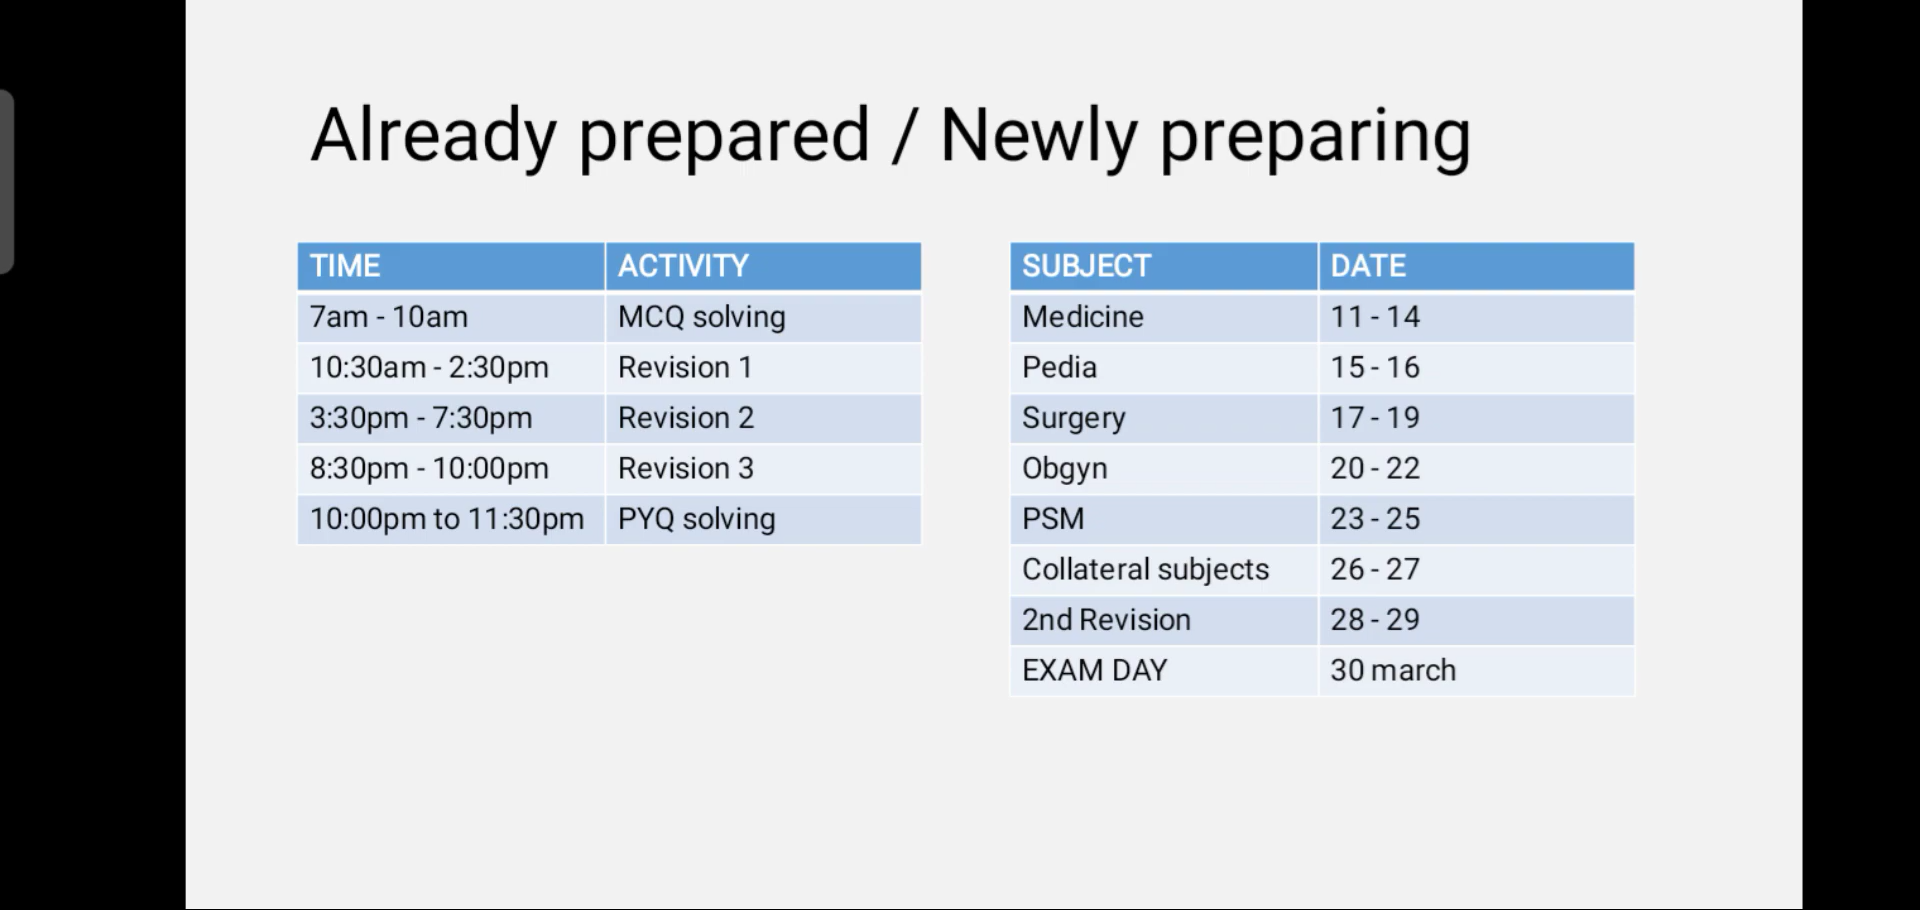 Already prepared / Newly preparing
TIME ACTIVITY
7am - 10am MCQ solving
10:30am - 2:30pm Revision 1
3:30pm - 7:30pm Revision 2
8:30pm - 10:00pm Revision 3
10:00pm to 11:30pm PYQ solving
SUBJECT DATE
Medicine 11 - 14
Pedia 15 - 16
Surgery 17 - 19
Obgyn 20 - 22
PSM 23 - 25
Collateral subjects 26 - 27
2nd Revision 28 - 29
EXAM DAY 30 march